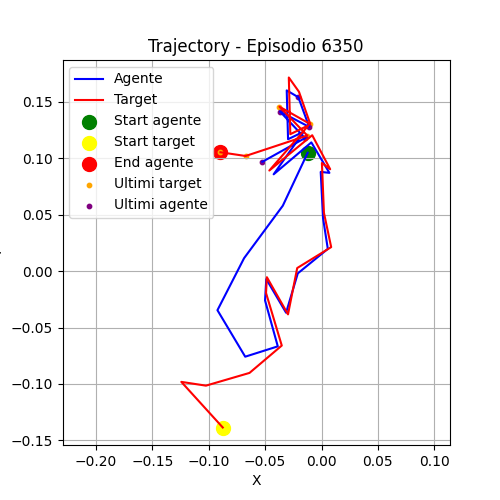 Trajectory - Episodio 6350
Agente
Target
Start agente
Start target
End agente
Ultimi target
Ultimi agente
0.15
0.10
0.05
0.00
−0.05
−0.10
−0.15
−0.20
−0.15
−0.10
−0.05
0.00
0.05
0.10
X